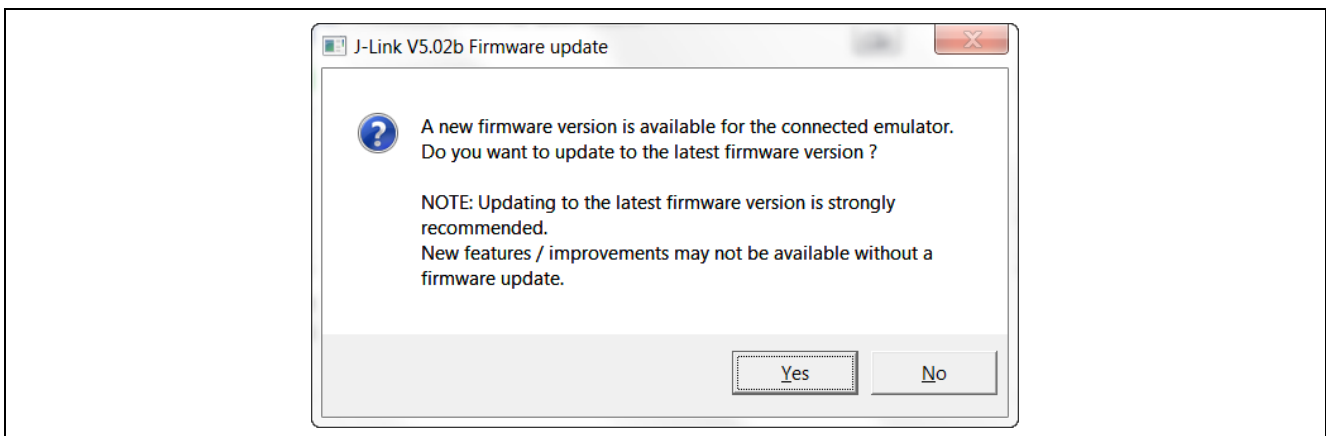 J-Link V5.02b Firmware update
A new firmware version is available for the connected emulator.
Do you want to update to the latest firmware version ?
NOTE: Updating to the latest firmware version is strongly
recommended.
New features / improvements may not be available without a
firmware update.
Yes
No